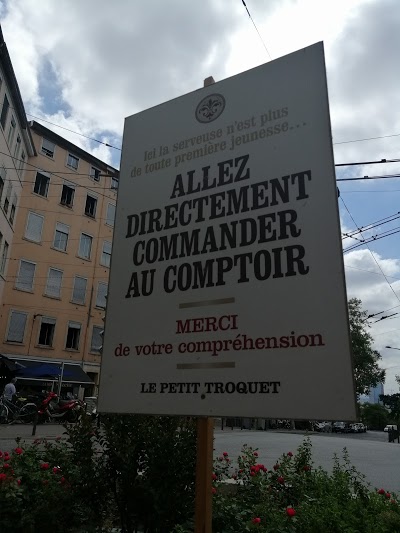 Ici la serveuse n'est plus
de toute première jeunesse...
ALLEZ
DIRECTEMENT
COMMANDER
AU COMPTOIR
MERCI
de votre compréhension
LE PETIT TROQUET